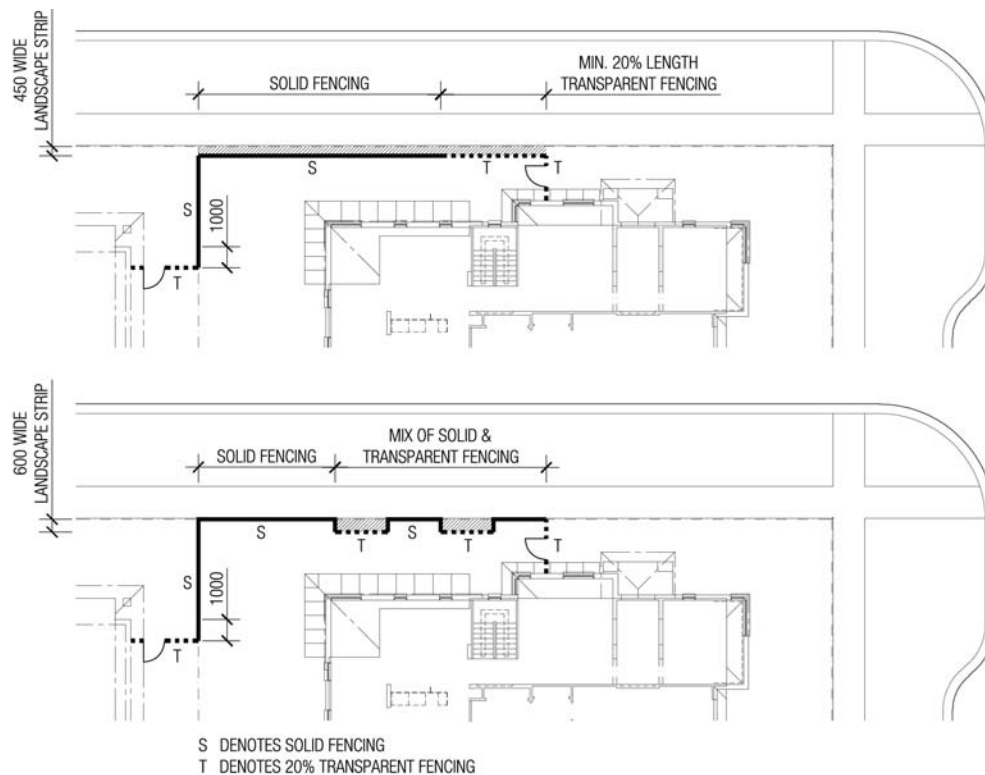 450 WIDE
LANDSCAPE STRIP
SOLID FENCING
MIN. 20% LENGTH
TRANSPARENT FENCING
S
T
T
S
1000
T
600 WIDE
LANDSCAPE STRIP
SOLID FENCING
MIX OF SOLID &
TRANSPARENT FENCING
S
T
S
T
T
S
1000
T
S DENOTES SOLID FENCING
T DENOTES 20% TRANSPARENT FENCING